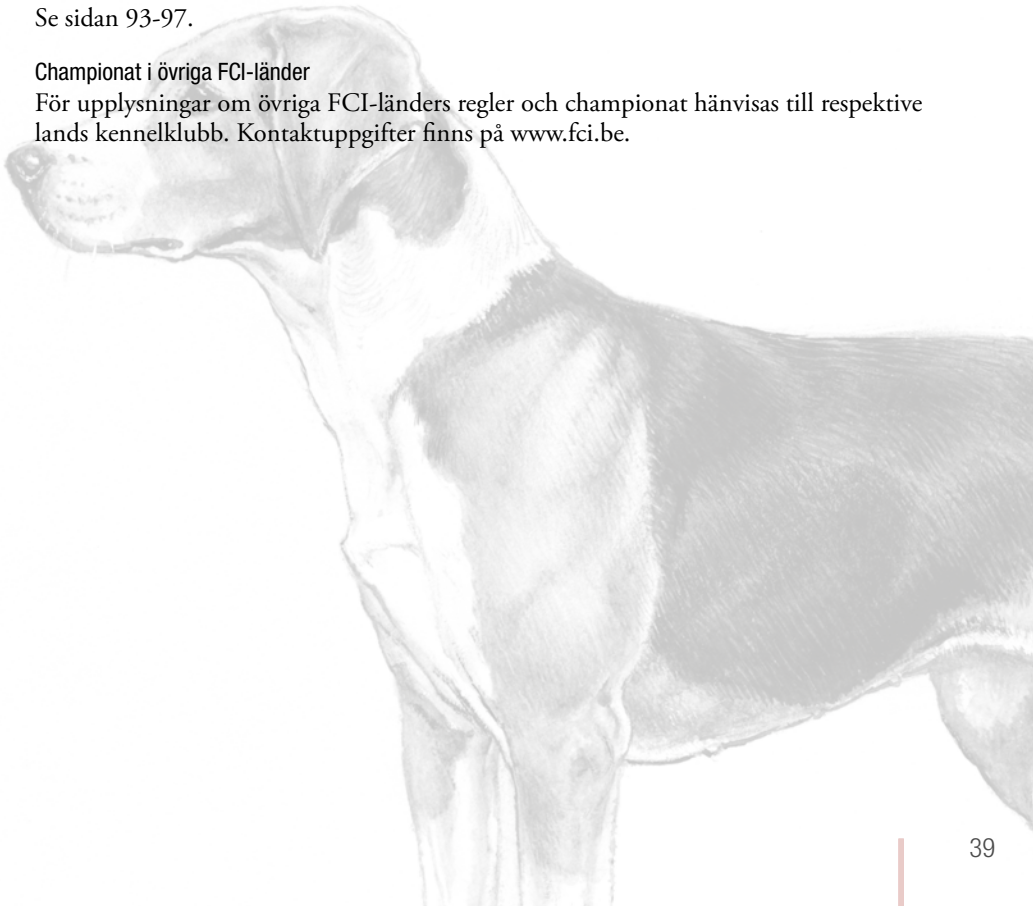 Se sidan 93-97.
Championat i övriga FCI-länder
För upplysningar om övriga FCI-länders regler och championat hänvisas till respektive
lands kennelklubb. Kontaktuppgifter finns på www.fci.be.
39